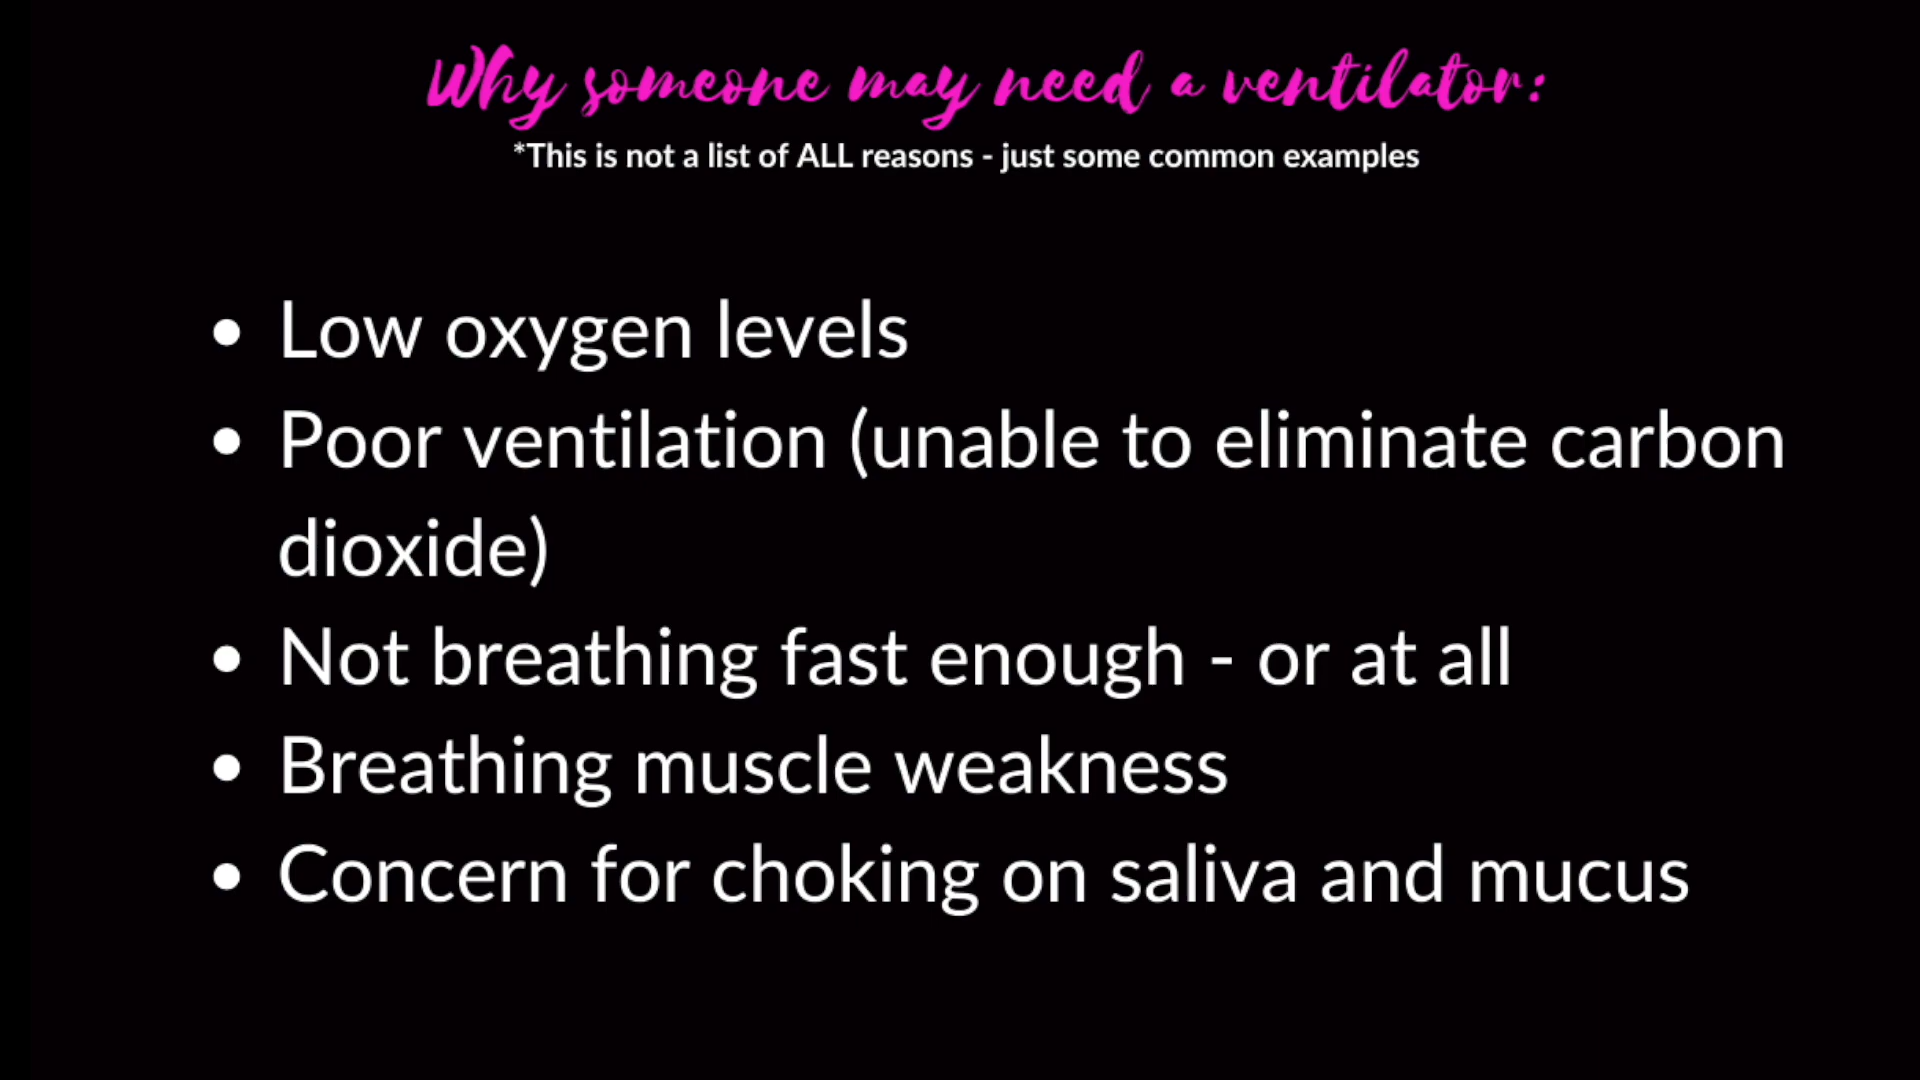 Why someone may need a ventilator:
*This is not a list of ALL reasons - just some common examples
• Low oxygen levels
• Poor ventilation (unable to eliminate carbon
dioxide)
• Not breathing fast enough - or at all
• Breathing muscle weakness
• Concern for choking on saliva and mucus